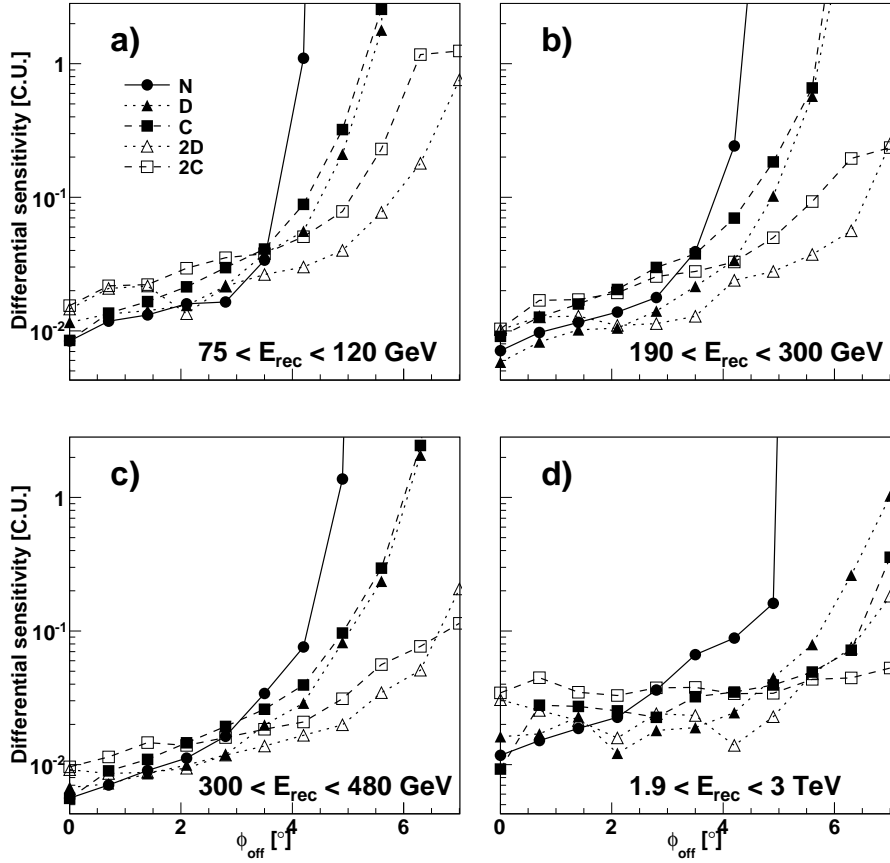 a)
b)
Differential sensitivity [C.U.]
1
10⁻¹
10⁻²
N
D
C
2D
2C
75 < E_rec < 120 GeV
190 < E_rec < 300 GeV
c)
d)
Differential sensitivity [C.U.]
1
10⁻¹
10⁻²
300 < E_rec < 480 GeV
1.9 < E_rec < 3 TeV
0 2 4 6
0 2 4 6
ϕ_off [°]
ϕ_off [°]